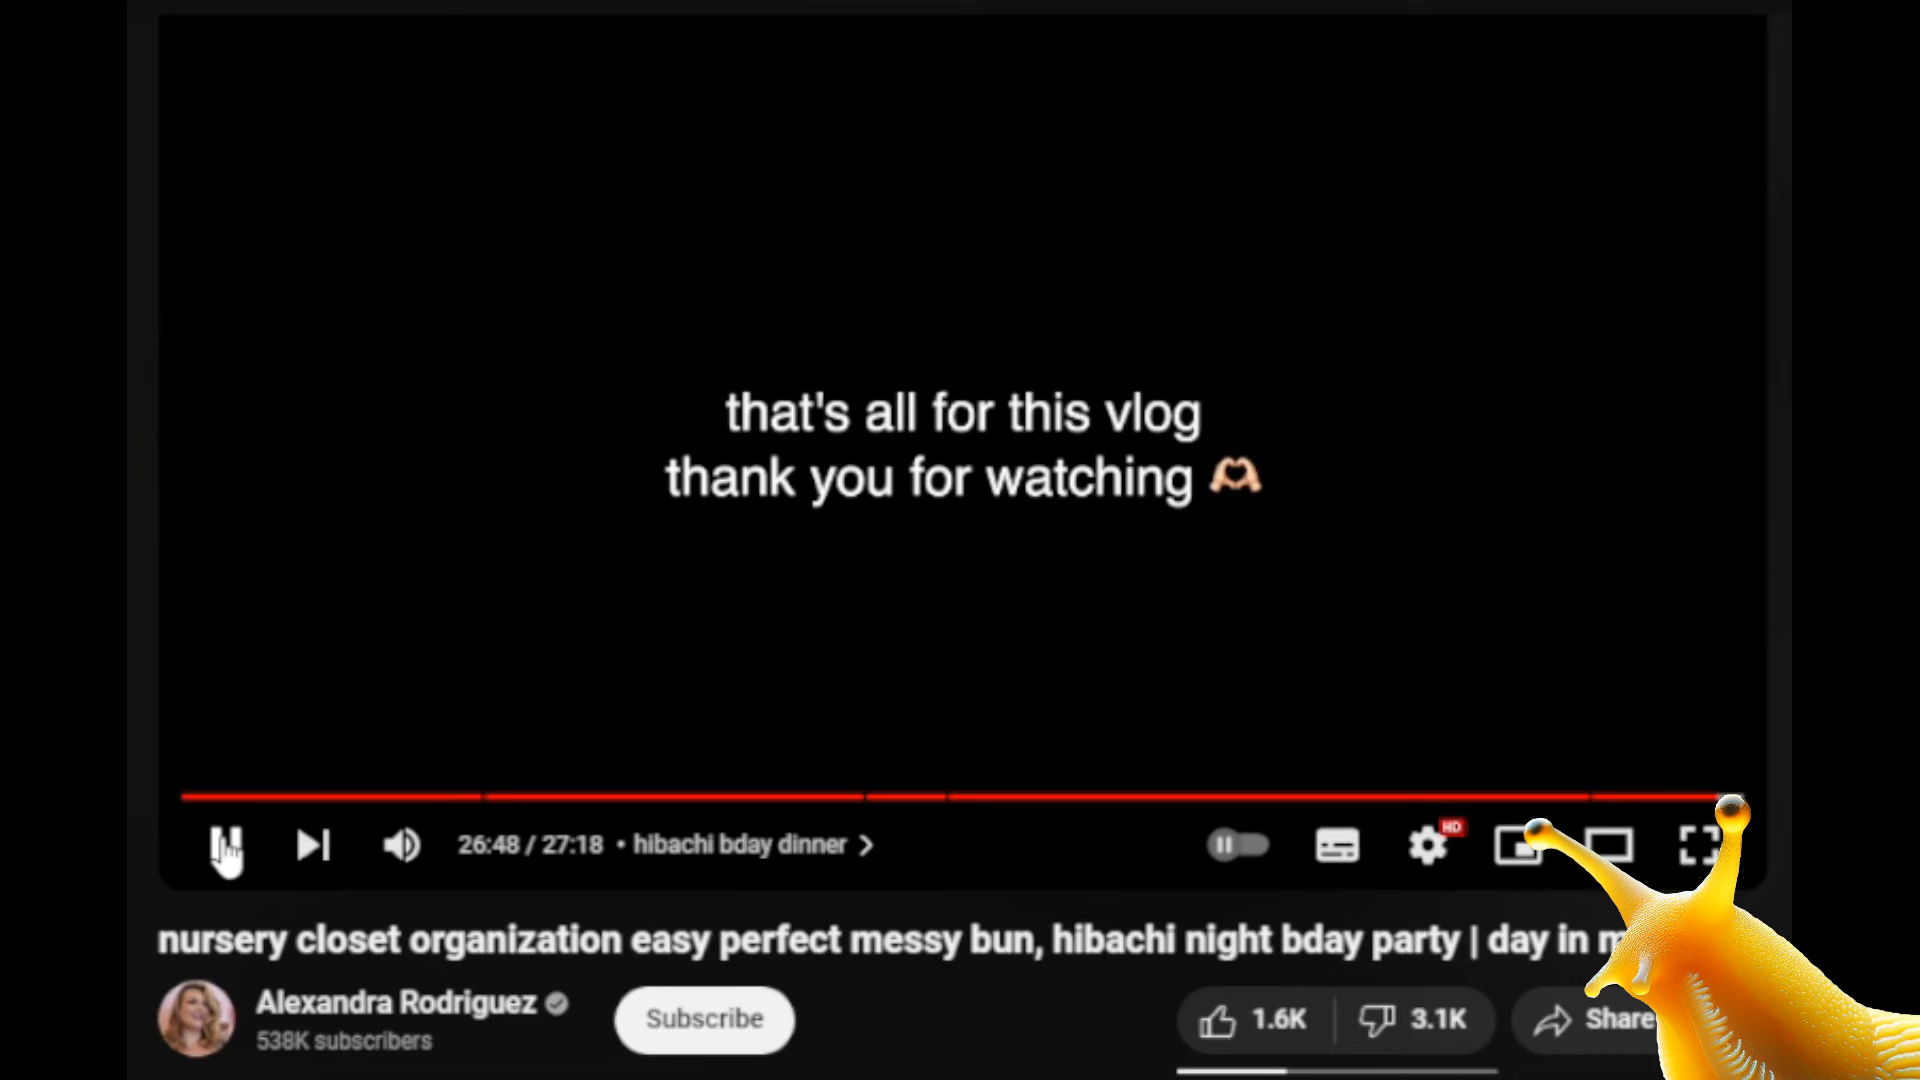 that's all for this vlog
thank you for watching 🫶🏻
26:48 / 27:18 • hibachi bday dinner >
HD
nursery closet organization easy perfect messy bun, hibachi night bday party | day in
Alexandra Rodriguez
538K subscribers
Subscribe
1.6K
3.1K
Share